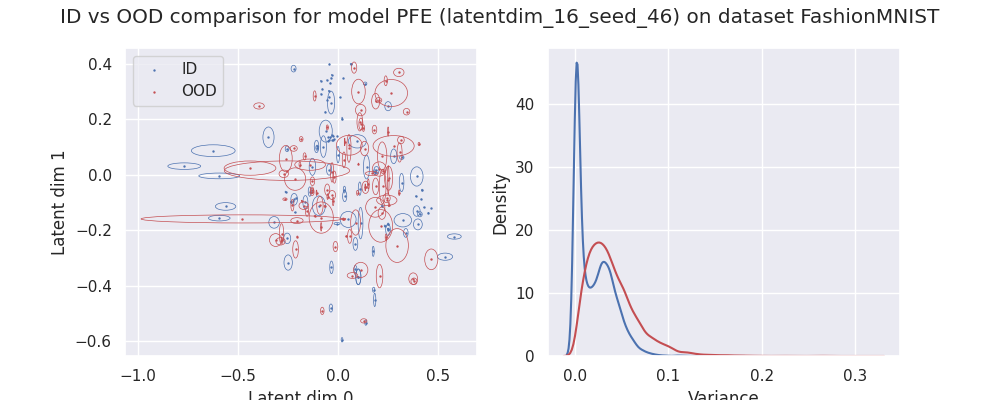 ID vs OOD comparison for model PFE (latentdim_16_seed_46) on dataset FashionMNIST
ID
OOD
0.4
0.2
0.0
−0.2
−0.4
−0.6
Latent dim 1
−1.0
−0.5
0.0
0.5
Latent dim 0
40
30
20
10
0
Density
0.0
0.1
0.2
0.3
Variance